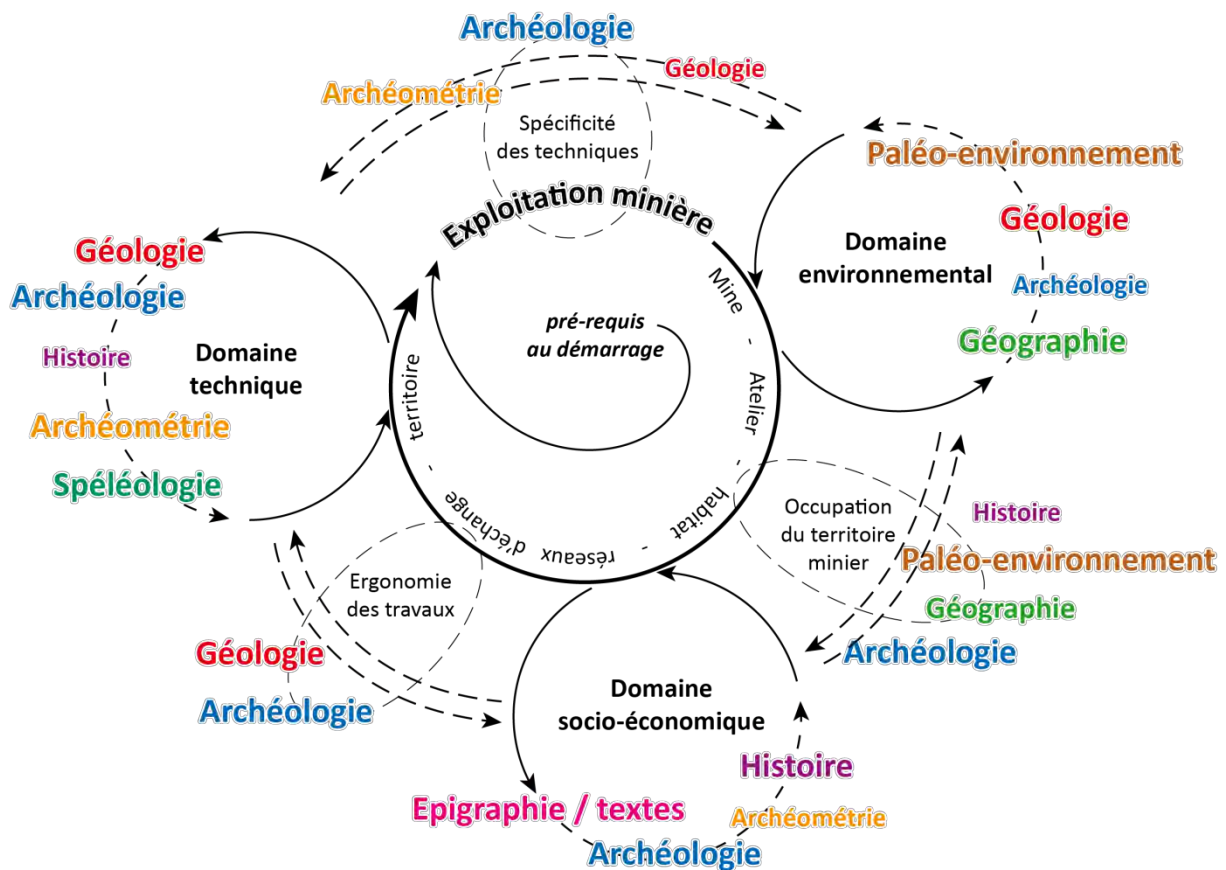 Archéologie
Géologie
Archéométrie
Spécificité
des techniques
Exploitation minière
Mine - Atelier - habitat - réseaux d'échange - territoire
pré-requis
au démarrage
Paléo-environnement
Géologie
Domaine
environnemental
Archéologie
Géographie
Géologie
Archéologie
Histoire
Domaine
technique
Archéométrie
Spéléologie
Occupation
du territoire
minier
Histoire
Paléo-environnement
Géographie
Archéologie
Ergonomie
des travaux
Géologie
Archéologie
Domaine
socio-économique
Histoire
Epigraphie / textes
Archéométrie
Archéologie